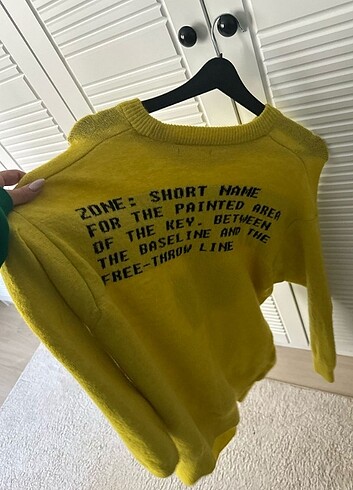 ZONE: SHORT NAME
FOR THE PAINTED AREA
OF THE KEY. BETWEEN
THE BASELINE AND THE
FREE-THROW LINE